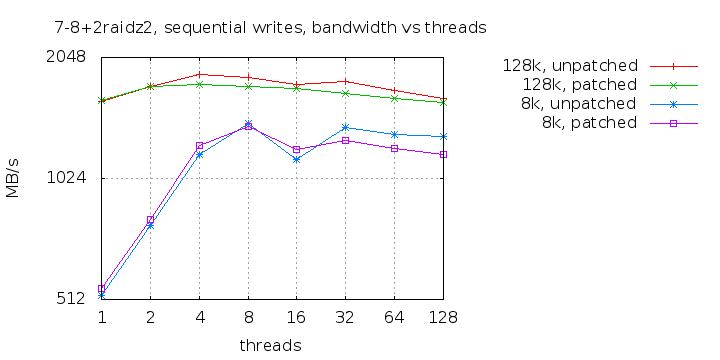 7-8+2raidz2, sequential writes, bandwidth vs threads
2048
1024
512
MB/s
1 2 4 8 16 32 64 128
threads
128k, unpatched
128k, patched
8k, unpatched
8k, patched